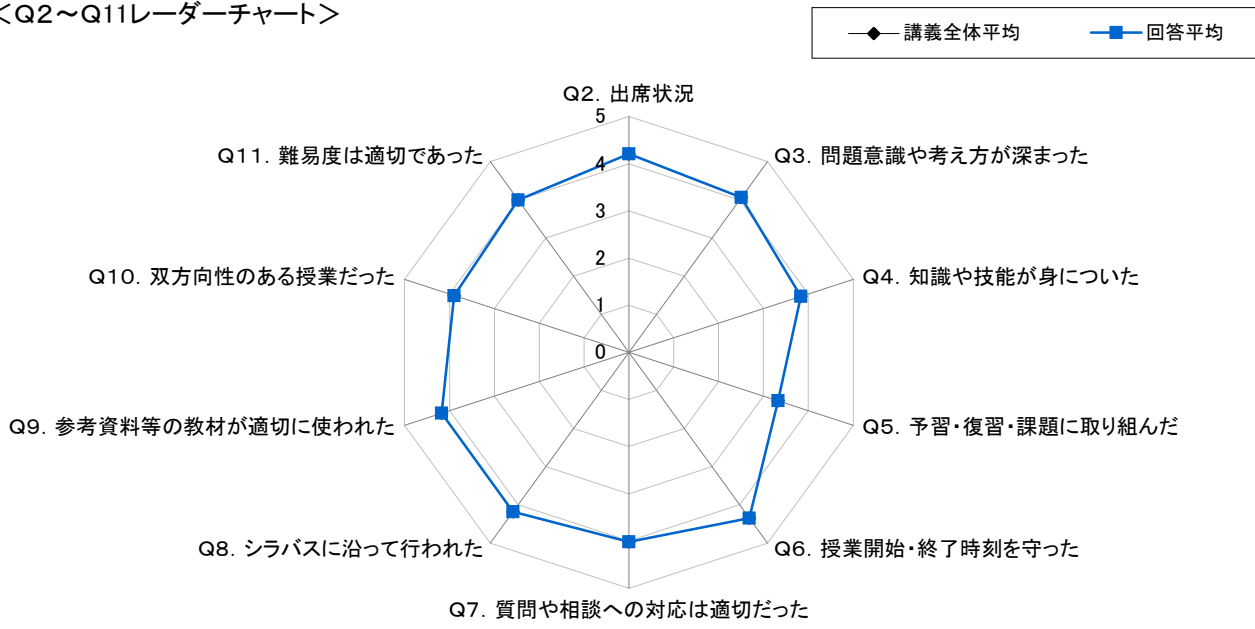 <Q2～Q11レーダーチャート>
講義全体平均
回答平均
Q2. 出席状況
Q3. 問題意識や考え方が深まった
Q4. 知識や技能が身についた
Q5. 予習・復習・課題に取り組んだ
Q6. 授業開始・終了時刻を守った
Q7. 質問や相談への対応は適切だった
Q8. シラバスに沿って行われた
Q9. 参考資料等の教材が適切に使われた
Q10. 双方向性のある授業だった
Q11. 難易度は適切であった
5
4
3
2
1
0